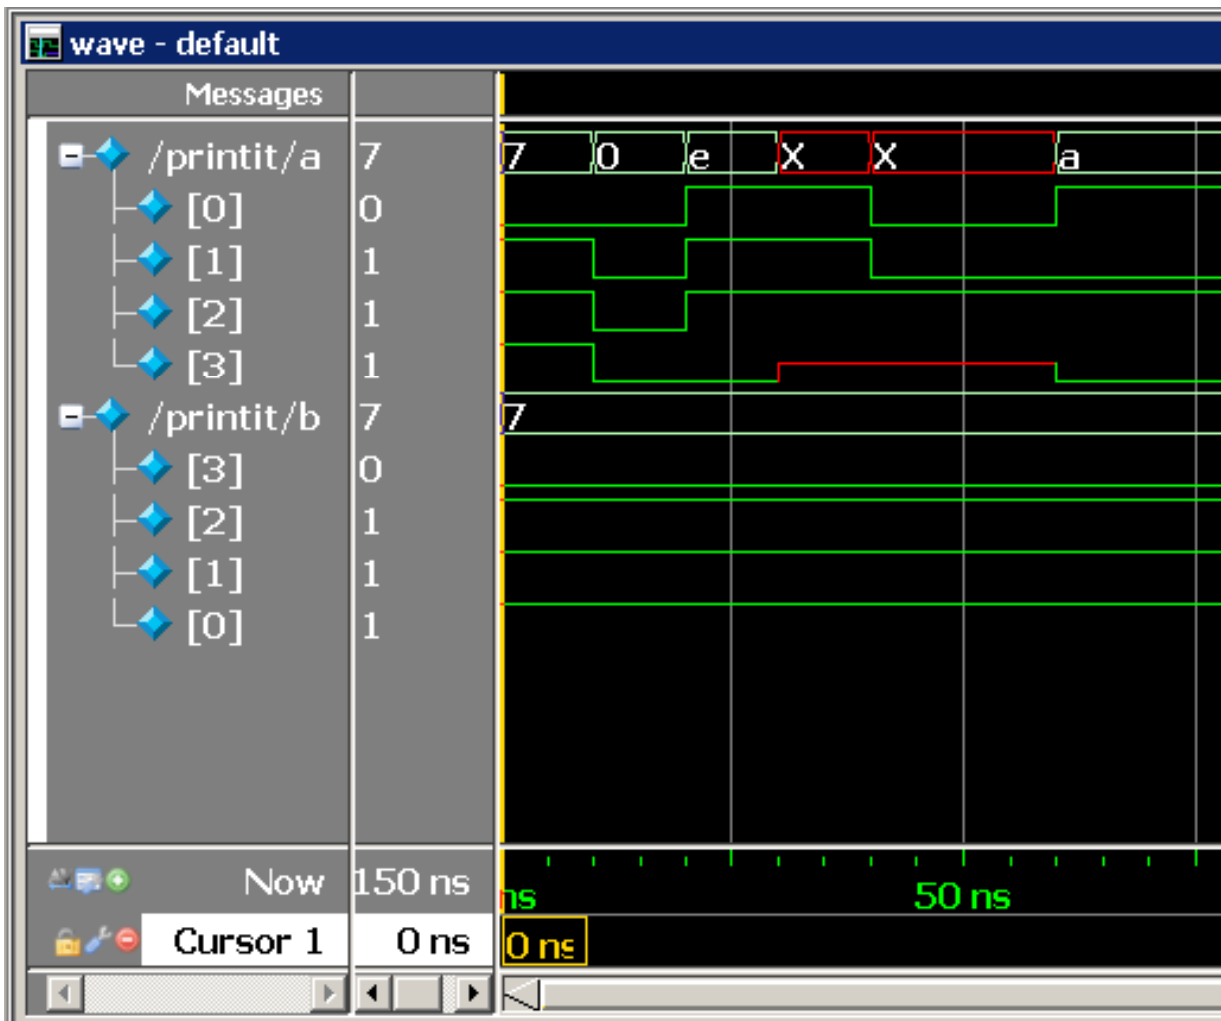 wave - default
Messages
/printit/a 7 7 0 e X X a
[0] 0
[1] 1
[2] 1
[3] 1
/printit/b 7 7
[3] 0
[2] 1
[1] 1
[0] 1
Now 150 ns ns 50 ns
Cursor 1 0 ns 0 ns